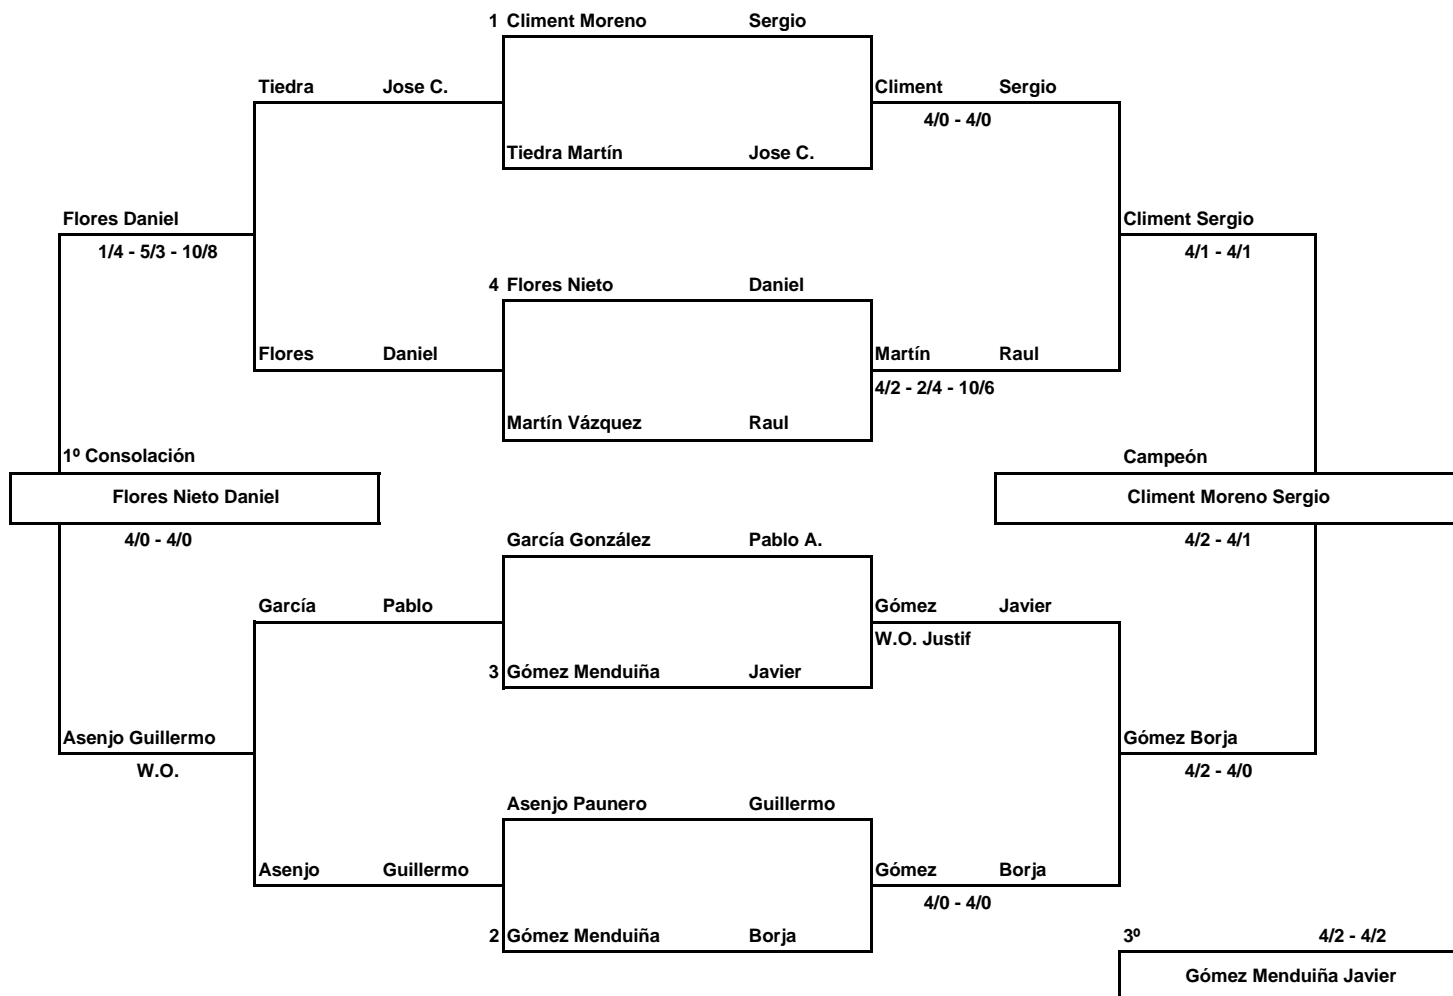 1 Climent Moreno Sergio
Tiedra Jose C. Climent Sergio
4/0 - 4/0
Tiedra Martín Jose C.
Flores Daniel Climent Sergio
1/4 - 5/3 - 10/8 4/1 - 4/1
4 Flores Nieto Daniel
Flores Daniel Martín Raul
4/2 - 2/4 - 10/6
Martín Vázquez Raul
1º Consolación Campeón
Flores Nieto Daniel Climent Moreno Sergio
4/0 - 4/0 García González Pablo A. 4/2 - 4/1
García Pablo Gómez Javier
W.O. Justif
3 Gómez Menduiña Javier
Asenjo Guillermo Gómez Borja
W.O. 4/2 - 4/0
Asenjo Paunero Guillermo
Asenjo Guillermo Gómez Borja
4/0 - 4/0
2 Gómez Menduiña Borja 3º 4/2 - 4/2
Gómez Menduiña Javier